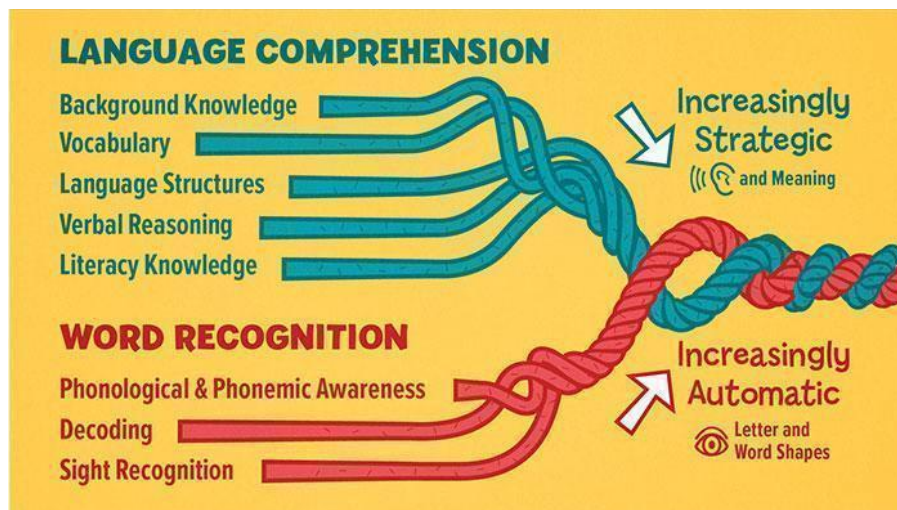 LANGUAGE COMPREHENSION
Background Knowledge
Vocabulary
Language Structures
Verbal Reasoning
Literacy Knowledge
Increasingly
Strategic
and Meaning
WORD RECOGNITION
Phonological & Phonemic Awareness
Decoding
Sight Recognition
Increasingly
Automatic
Letter and
Word Shapes